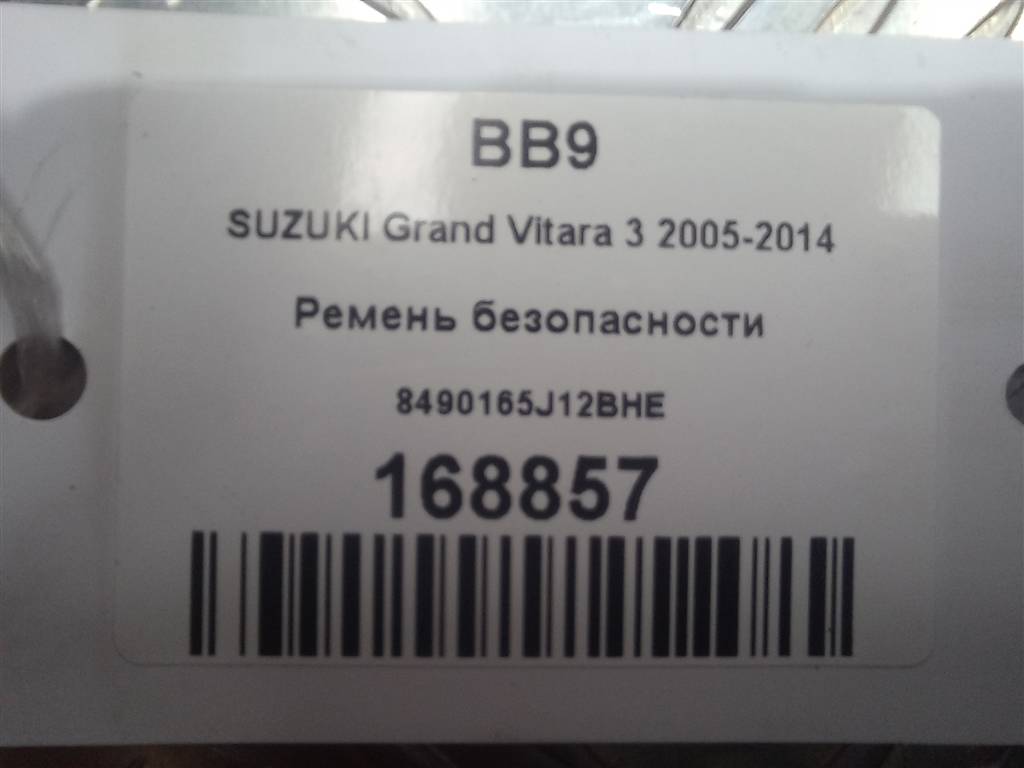 BB9
SUZUKI Grand Vitara 3 2005-2014
Ремень безопасности
8490165J12BHE
168857